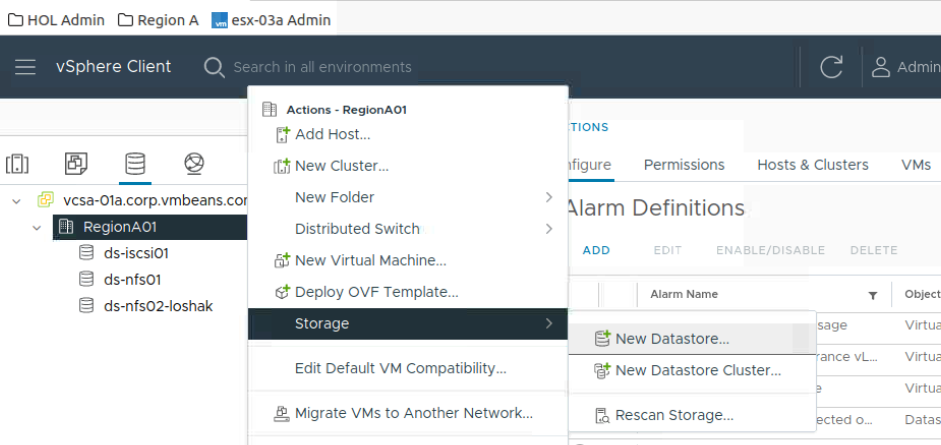 HOL Admin Region A vm esx-03a Admin
vSphere Client Search in all environments Admin
Actions - RegionA01
Add Host...
New Cluster...
New Folder
Distributed Switch
New Virtual Machine...
Deploy OVF Template...
Storage
Edit Default VM Compatibility...
Migrate VMs to Another Network...
vcsa-01a.corp.vmbeans.cor
RegionA01
ds-iscsi01
ds-nfs01
ds-nfs02-loshak
TIONS
nfigure Permissions Hosts & Clusters VMs
Alarm Definitions
ADD EDIT ENABLE/DISABLE DELETE
Alarm Name Object
ssage Virtua
rance vL... Virtua
e Virtua
ected o... Datas
New Datastore...
New Datastore Cluster...
Rescan Storage...